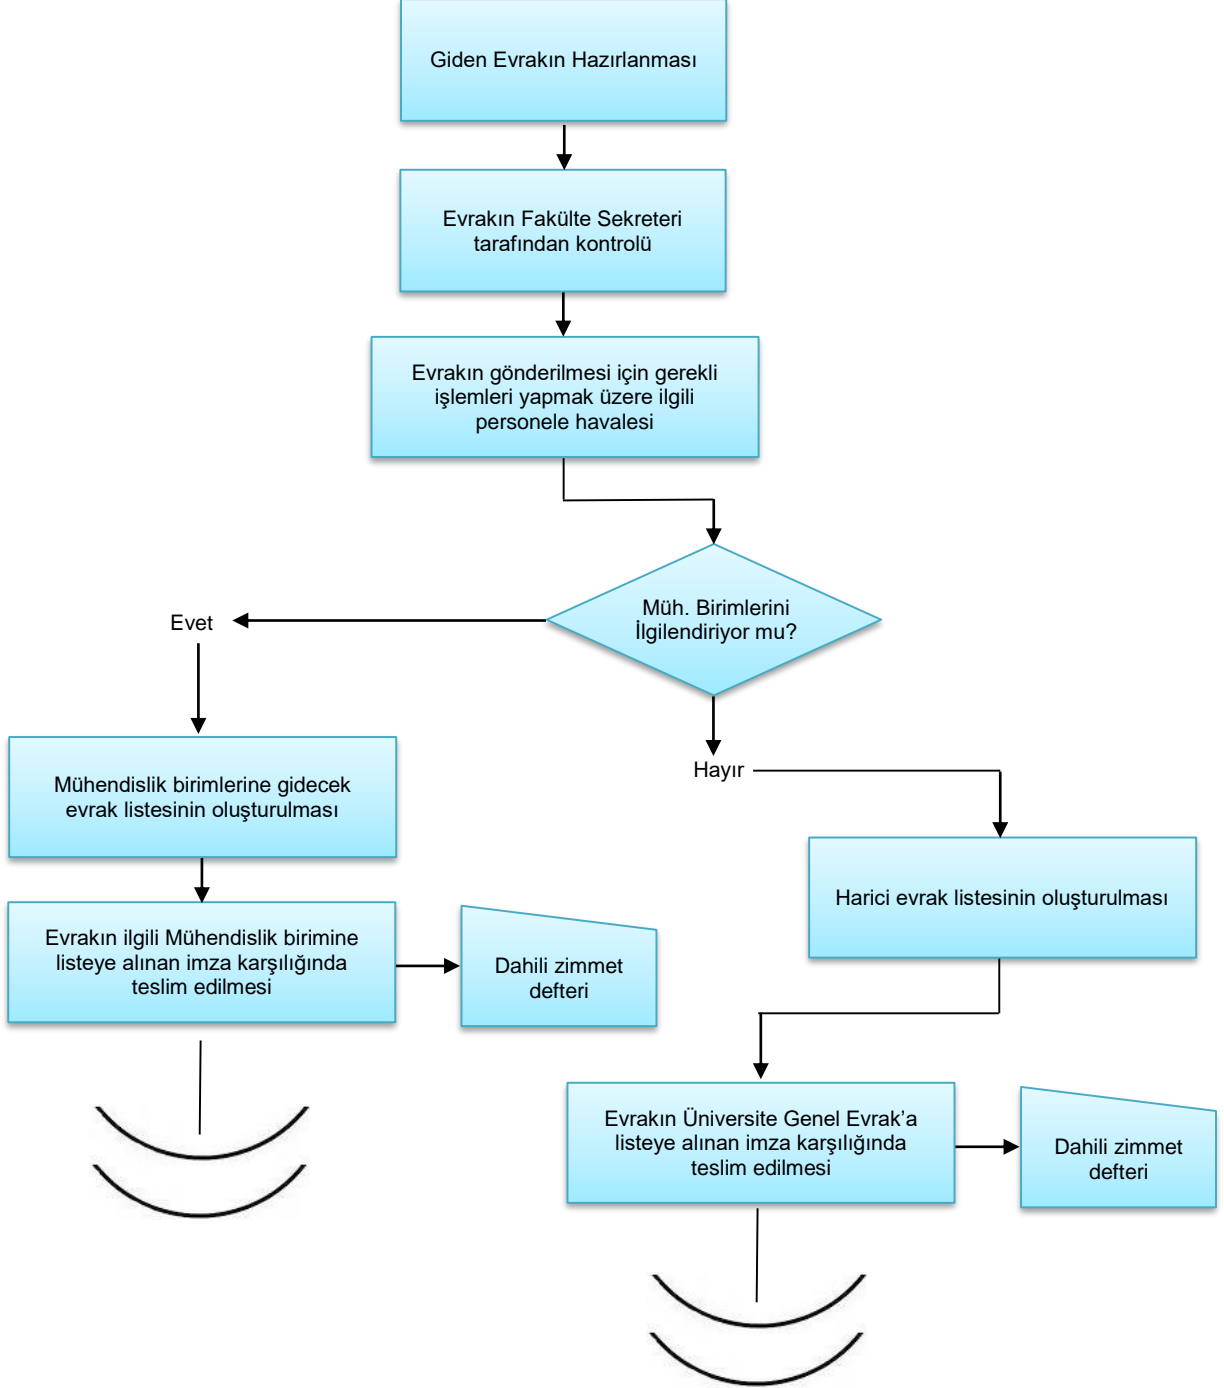 Giden Evrakın Hazırlanması
Evrakın Fakülte Sekreteri
tarafından kontrolü
Evrakın gönderilmesi için gerekli
işlemleri yapmak üzere ilgili
personele havalesi
Müh. Birimlerini
İlgilendiriyor mu?
Evet
Hayır
Mühendislik birimlerine gidecek
evrak listesinin oluşturulması
Harici evrak listesinin oluşturulması
Evrakın ilgili Mühendislik birimine
listeye alınan imza karşılığında
teslim edilmesi
Dahili zimmet
defteri
Evrakın Üniversite Genel Evrak’a
listeye alınan imza karşılığında
teslim edilmesi
Dahili zimmet
defteri